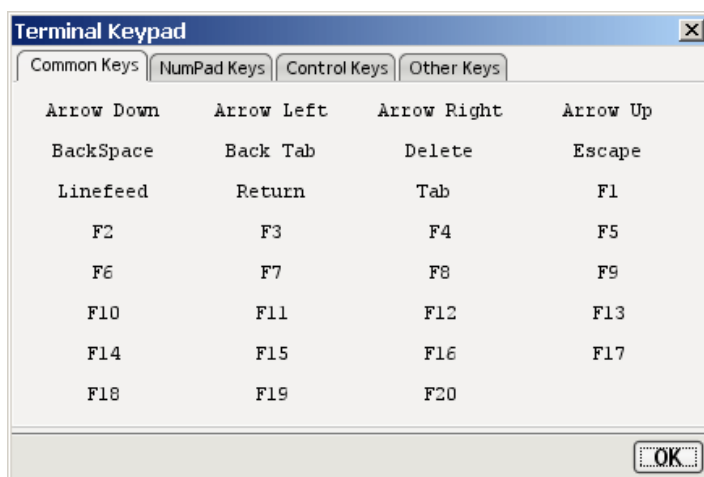 Terminal Keypad
Common Keys NumPad Keys Control Keys Other Keys
Arrow Down Arrow Left Arrow Right Arrow Up
BackSpace Back Tab Delete Escape
Linefeed Return Tab F1
F2 F3 F4 F5
F6 F7 F8 F9
F10 F11 F12 F13
F14 F15 F16 F17
F18 F19 F20
OK